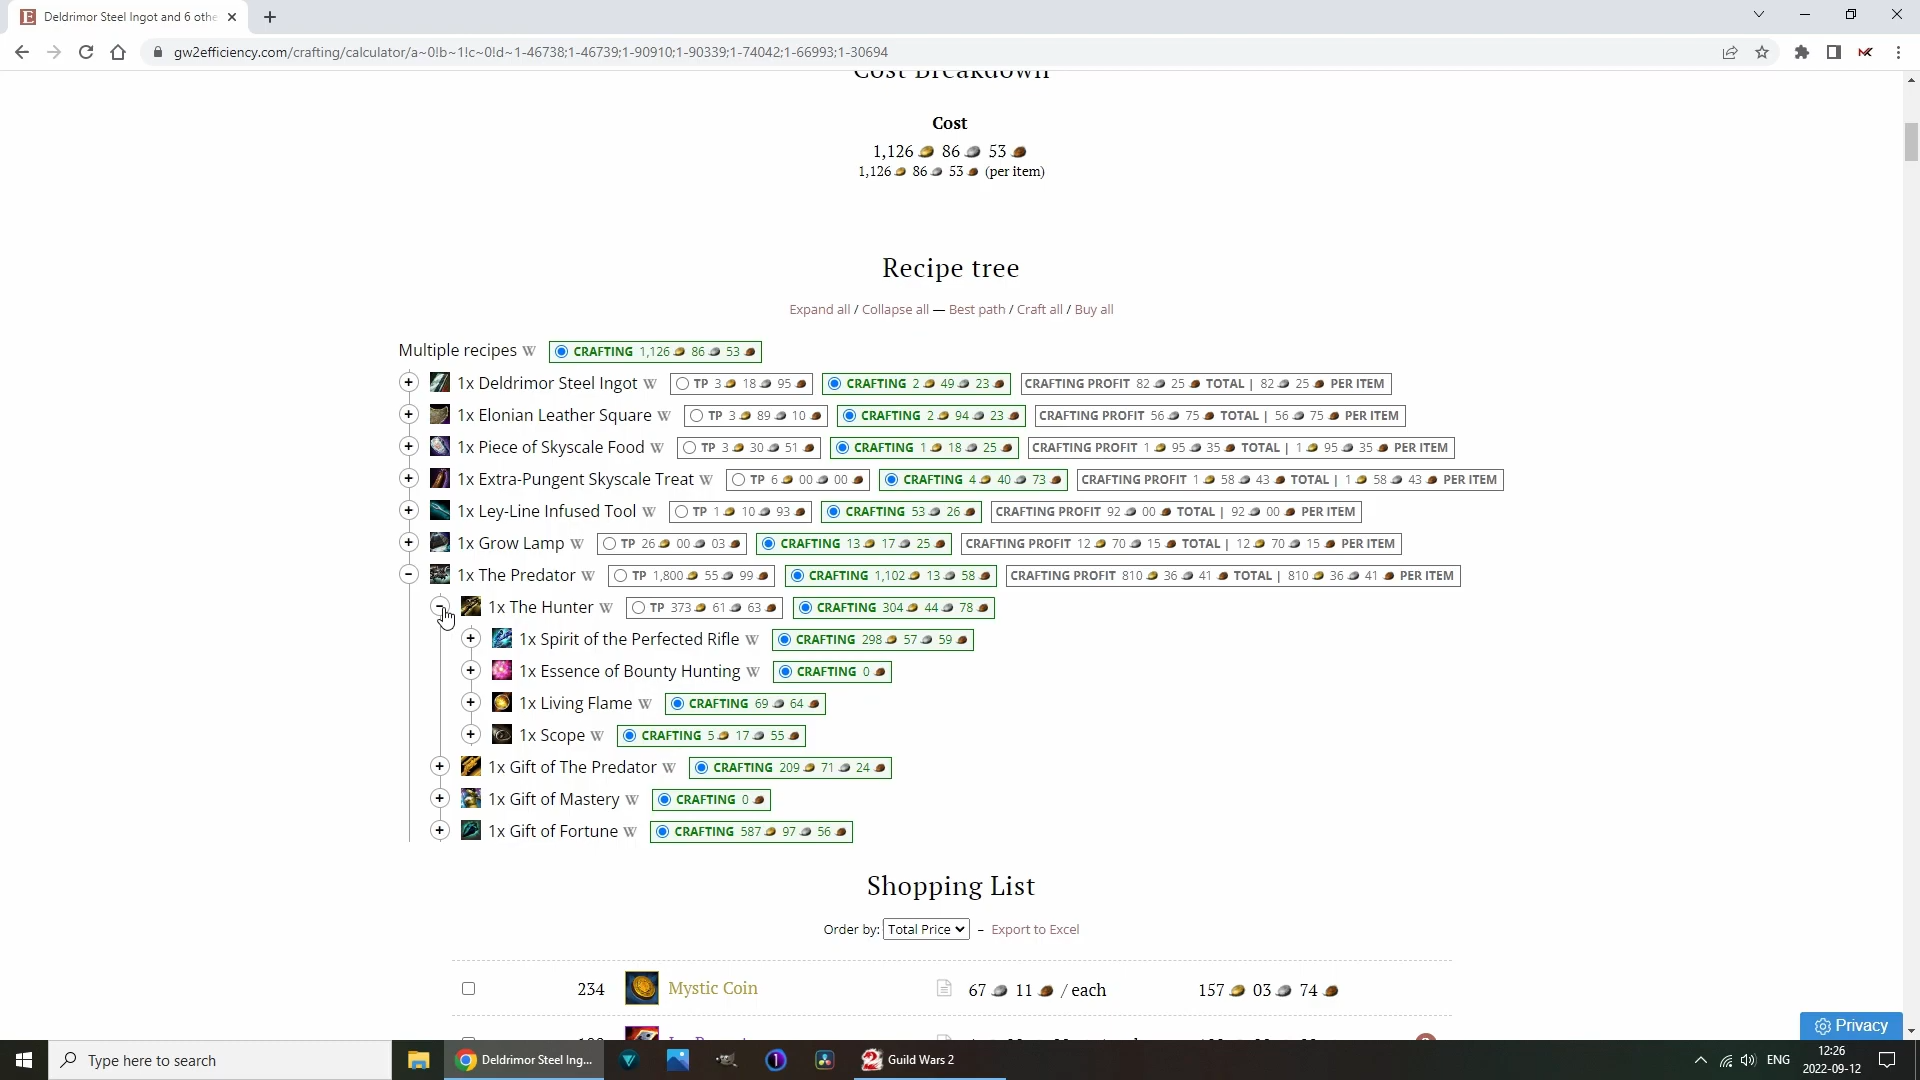 Deldrimor Steel Ingot and 6 othe
gw2efficiency.com/crafting/calculator/a~0!b~1!c~0!d~1-46738;1-46739;1-90910;1-90339;1-74042;1-66993;1-30694
Cost Breakdown
Cost
1,126 86 53
1,126 86 53 (per item)
Recipe tree
Expand all / Collapse all — Best path / Craft all / Buy all
Multiple recipes W CRAFTING 1,126 86 53
1x Deldrimor Steel Ingot W TP 3 18 95 CRAFTING 2 49 23 CRAFTING PROFIT 82 25 TOTAL | 82 25 PER ITEM
1x Elonian Leather Square W TP 3 89 10 CRAFTING 2 94 23 CRAFTING PROFIT 56 75 TOTAL | 56 75 PER ITEM
1x Piece of Skyscale Food W TP 3 30 51 CRAFTING 1 18 25 CRAFTING PROFIT 1 95 35 TOTAL | 1 95 35 PER ITEM
1x Extra-Pungent Skyscale Treat W TP 6 00 00 CRAFTING 4 40 73 CRAFTING PROFIT 1 58 43 TOTAL | 1 58 43 PER ITEM
1x Ley-Line Infused Tool W TP 1 10 93 CRAFTING 53 26 CRAFTING PROFIT 92 00 TOTAL | 92 00 PER ITEM
1x Grow Lamp W TP 26 00 03 CRAFTING 13 17 25 CRAFTING PROFIT 12 70 15 TOTAL | 12 70 15 PER ITEM
1x The Predator W TP 1,800 55 99 CRAFTING 1,102 13 58 CRAFTING PROFIT 810 36 41 TOTAL | 810 36 41 PER ITEM
1x The Hunter W TP 373 61 63 CRAFTING 304 44 78
1x Spirit of the Perfected Rifle W CRAFTING 298 57 59
1x Essence of Bounty Hunting W CRAFTING 0
1x Living Flame W CRAFTING 69 64
1x Scope W CRAFTING 5 17 55
1x Gift of The Predator W CRAFTING 209 71 24
1x Gift of Mastery W CRAFTING 0
1x Gift of Fortune W CRAFTING 587 97 56
Shopping List
Order by: Total Price – Export to Excel
234 Mystic Coin 67 11 / each 157 03 74
Privacy
Type here to search
Deldrimor Steel Ing...
Guild Wars 2
ENG
12:26
2022-09-12